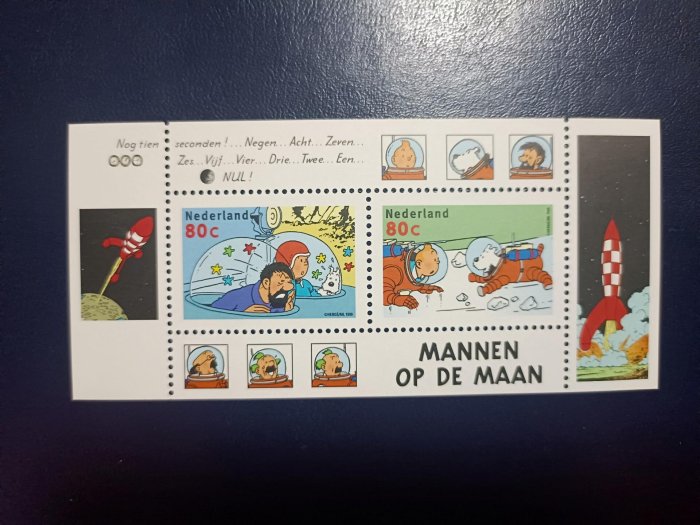 Nog tien seconden!...Negen...Acht...Zeven...
Zes...Vijf...Vier...Drie...Twee...Een...
NUL!
Nederland
80c
Nederland
80c
MANNEN
OP DE MAAN